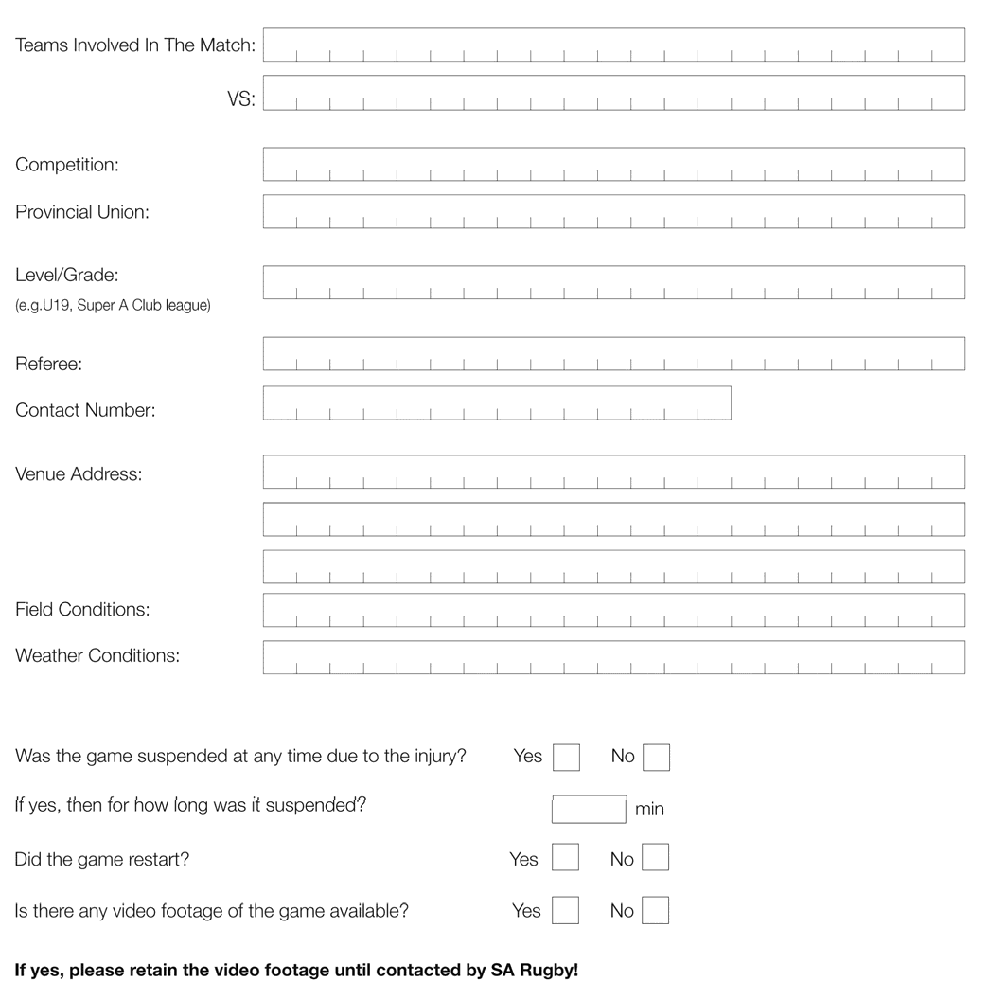 Teams Involved In The Match:
VS:
Competition:
Provincial Union:
Level/Grade:
(e.g.U19, Super A Club league)
Referee:
Contact Number:
Venue Address:
Field Conditions:
Weather Conditions:
Was the game suspended at any time due to the injury? Yes No
If yes, then for how long was it suspended? min
Did the game restart? Yes No
Is there any video footage of the game available? Yes No
If yes, please retain the video footage until contacted by SA Rugby!